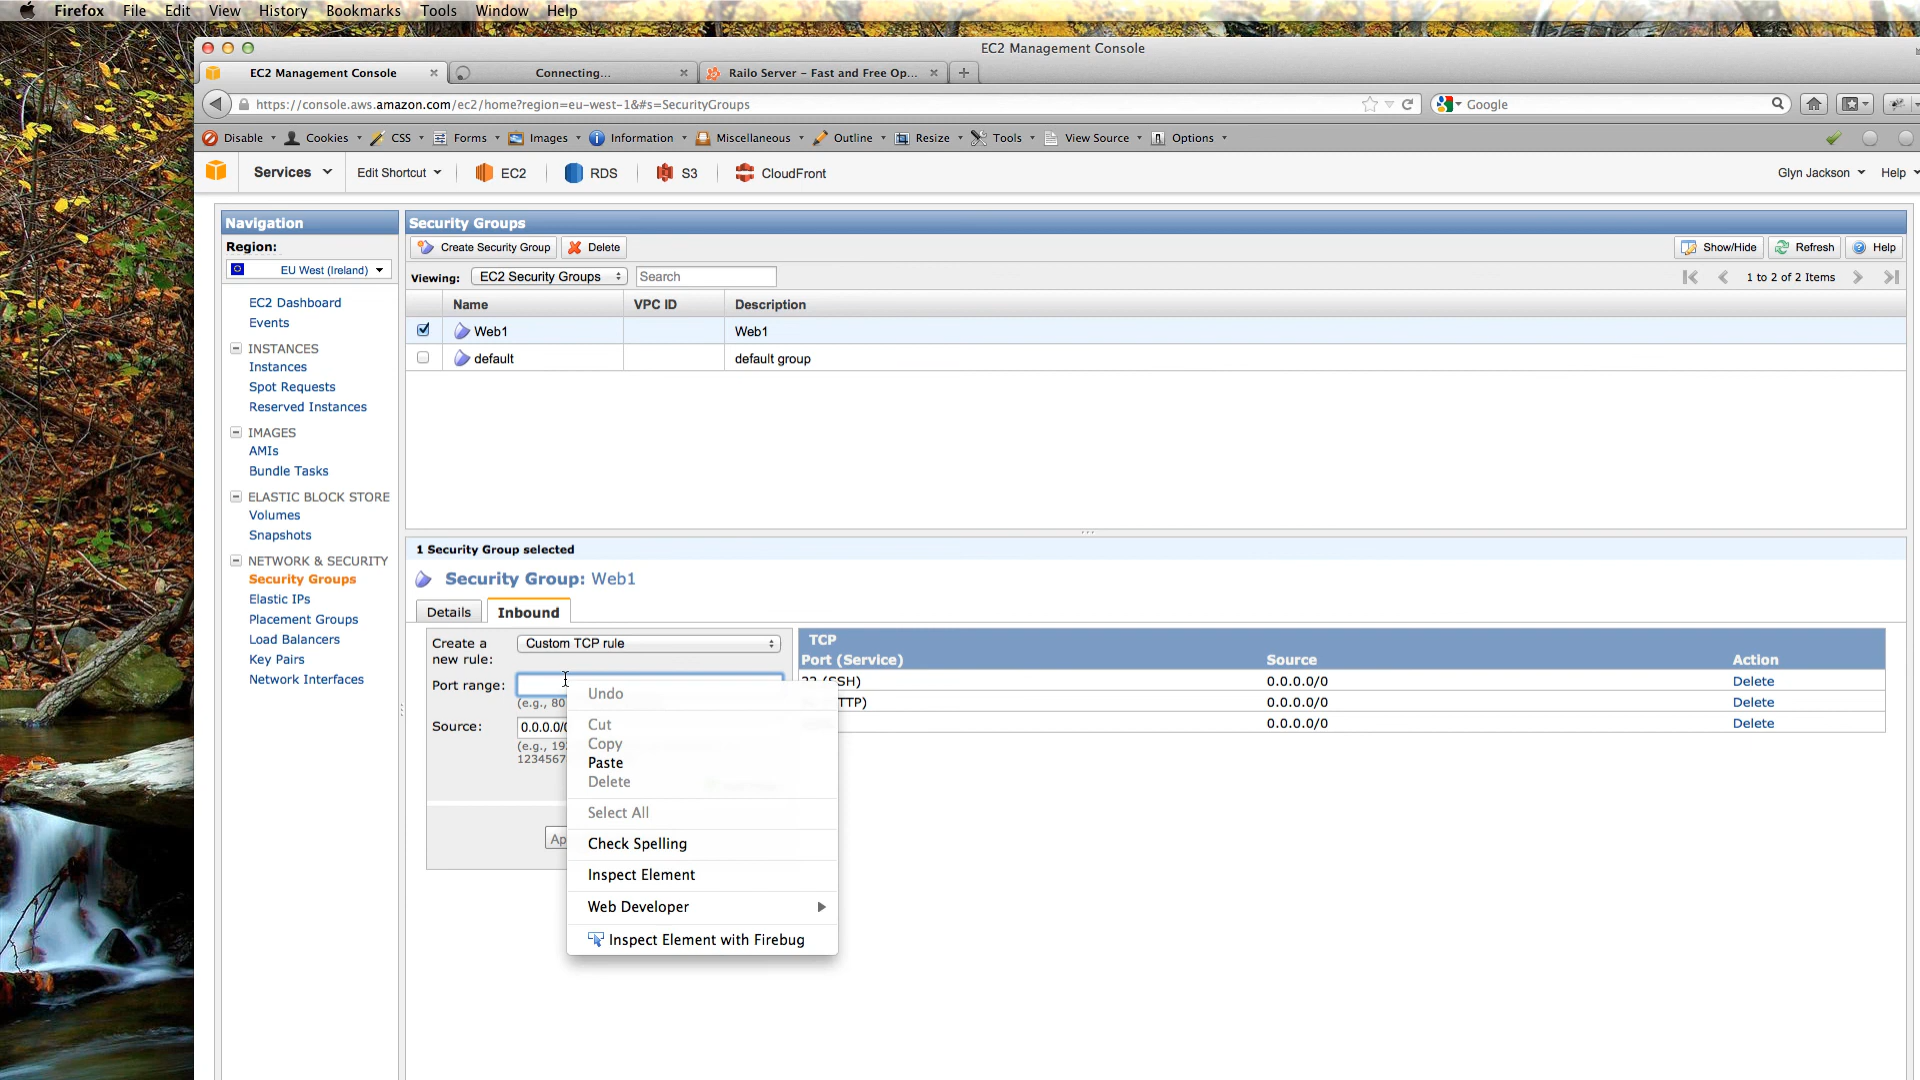 Firefox File Edit View History Bookmarks Tools Window Help
EC2 Management Console
EC2 Management Console
Connecting...
Railo Server – Fast and Free Op...
https://console.aws.amazon.com/ec2/home?region=eu-west-1&#s=SecurityGroups
Google
Disable Cookies CSS Forms Images Information Miscellaneous Outline Resize Tools View Source Options
Services Edit Shortcut EC2 RDS S3 CloudFront
Glyn Jackson Help
Navigation
Region:
EU West (Ireland)
EC2 Dashboard
Events
INSTANCES
Instances
Spot Requests
Reserved Instances
IMAGES
AMIs
Bundle Tasks
ELASTIC BLOCK STORE
Volumes
Snapshots
NETWORK & SECURITY
Security Groups
Elastic IPs
Placement Groups
Load Balancers
Key Pairs
Network Interfaces
Security Groups
Create Security Group Delete
Show/Hide Refresh Help
Viewing: EC2 Security Groups Search
1 to 2 of 2 Items
Name VPC ID Description
Web1 Web1
default default group
1 Security Group selected
Security Group: Web1
Details Inbound
Create a new rule: Custom TCP rule
Port range:
(e.g., 80
Source: 0.0.0.0/0
(e.g., 19
1234567
Ap
Undo
Cut
Copy
Paste
Delete
Select All
Check Spelling
Inspect Element
Web Developer
Inspect Element with Firebug
TCP
Port (Service) Source Action
22 (SSH) 0.0.0.0/0 Delete
TTP) 0.0.0.0/0 Delete
0.0.0.0/0 Delete